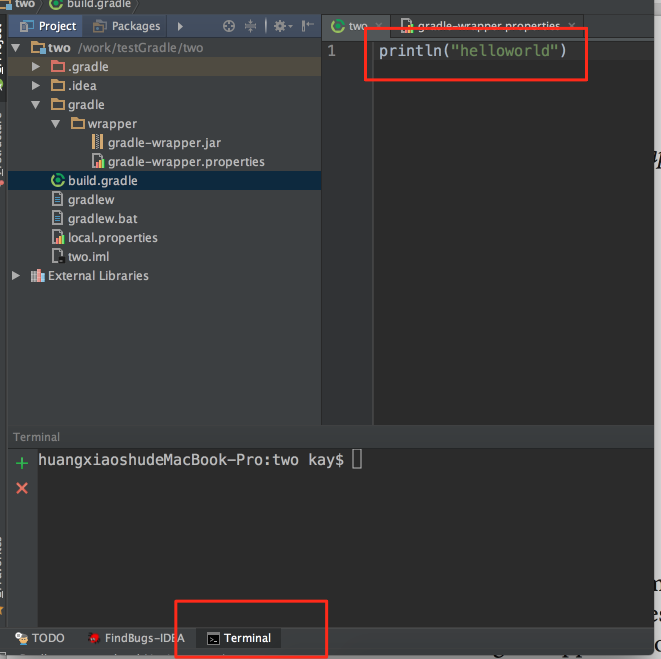 two
build.gradle
Project
Packages
two
gradle-wrapper.properties
two /work/testGradle/two
.gradle
.idea
gradle
wrapper
gradle-wrapper.jar
gradle-wrapper.properties
build.gradle
gradlew
gradlew.bat
local.properties
two.iml
External Libraries
1 println("helloworld")
Terminal
huangxiaoshudeMacBook-Pro:two kay$
TODO
FindBugs-IDEA
Terminal